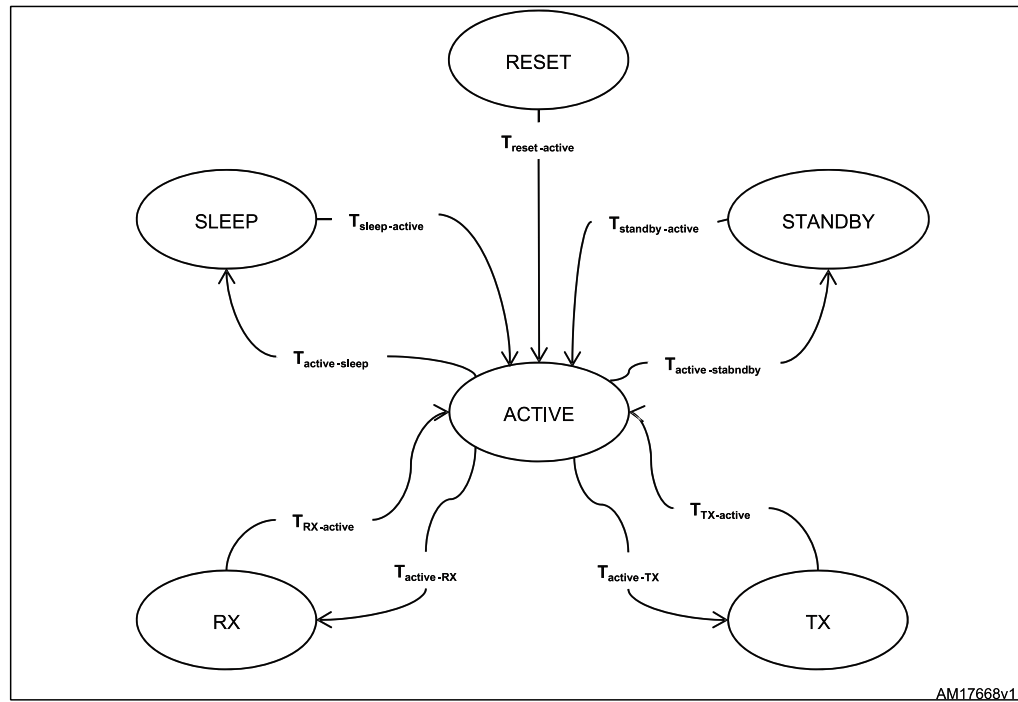 RESET
Treset-active
SLEEP
Tsleep-active
Tstandby-active
STANDBY
Tactive-sleep
Tactive-stabndby
ACTIVE
TRX-active
TTX-active
Tactive-RX
Tactive-TX
RX
TX
AM17668v1